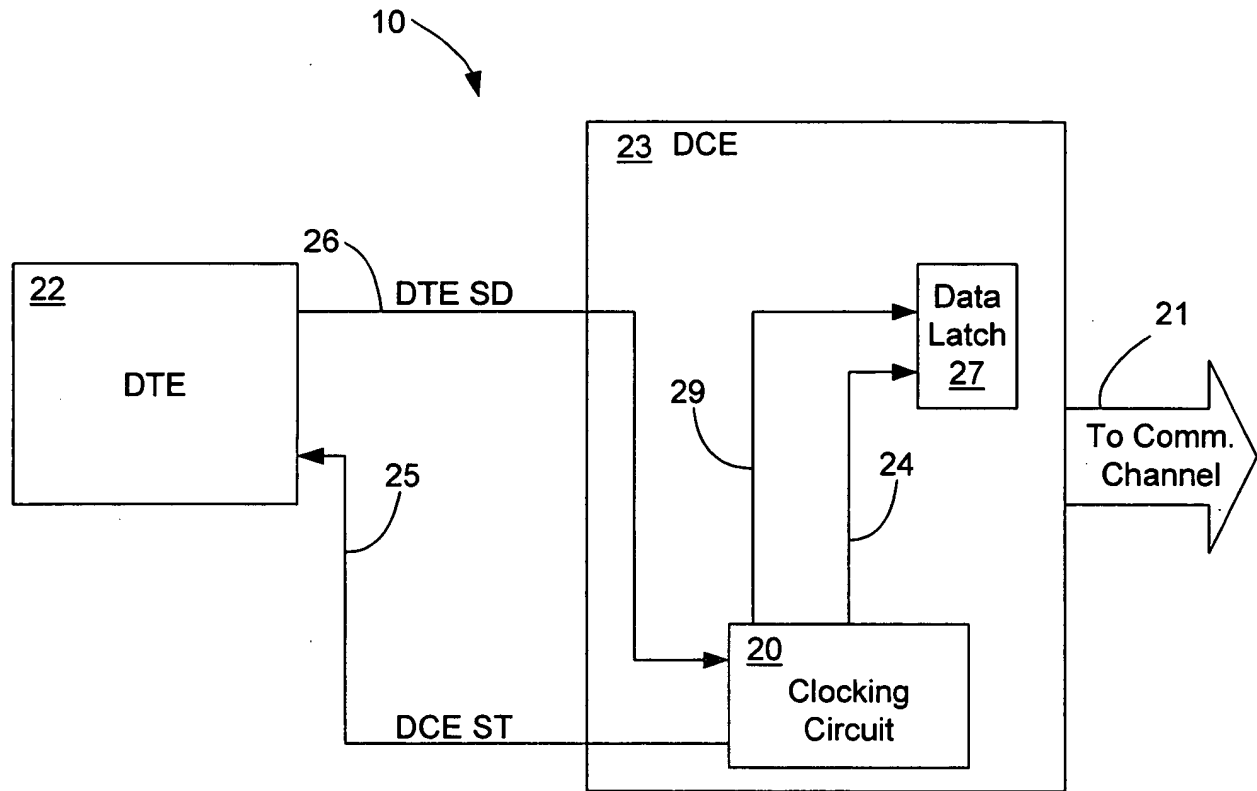 10
23 DCE
26
22
DTE SD
Data
Latch
27
21
DTE
29
To Comm.
Channel
25
24
20
Clocking
Circuit
DCE ST